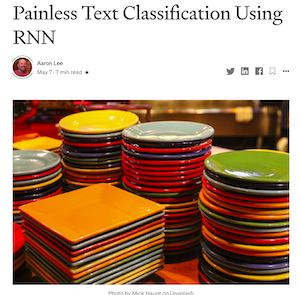 Painless Text Classification Using
RNN
Aaron Lee
May 7 · 7 min read ★
Photo by Mick Haupt on Unsplash